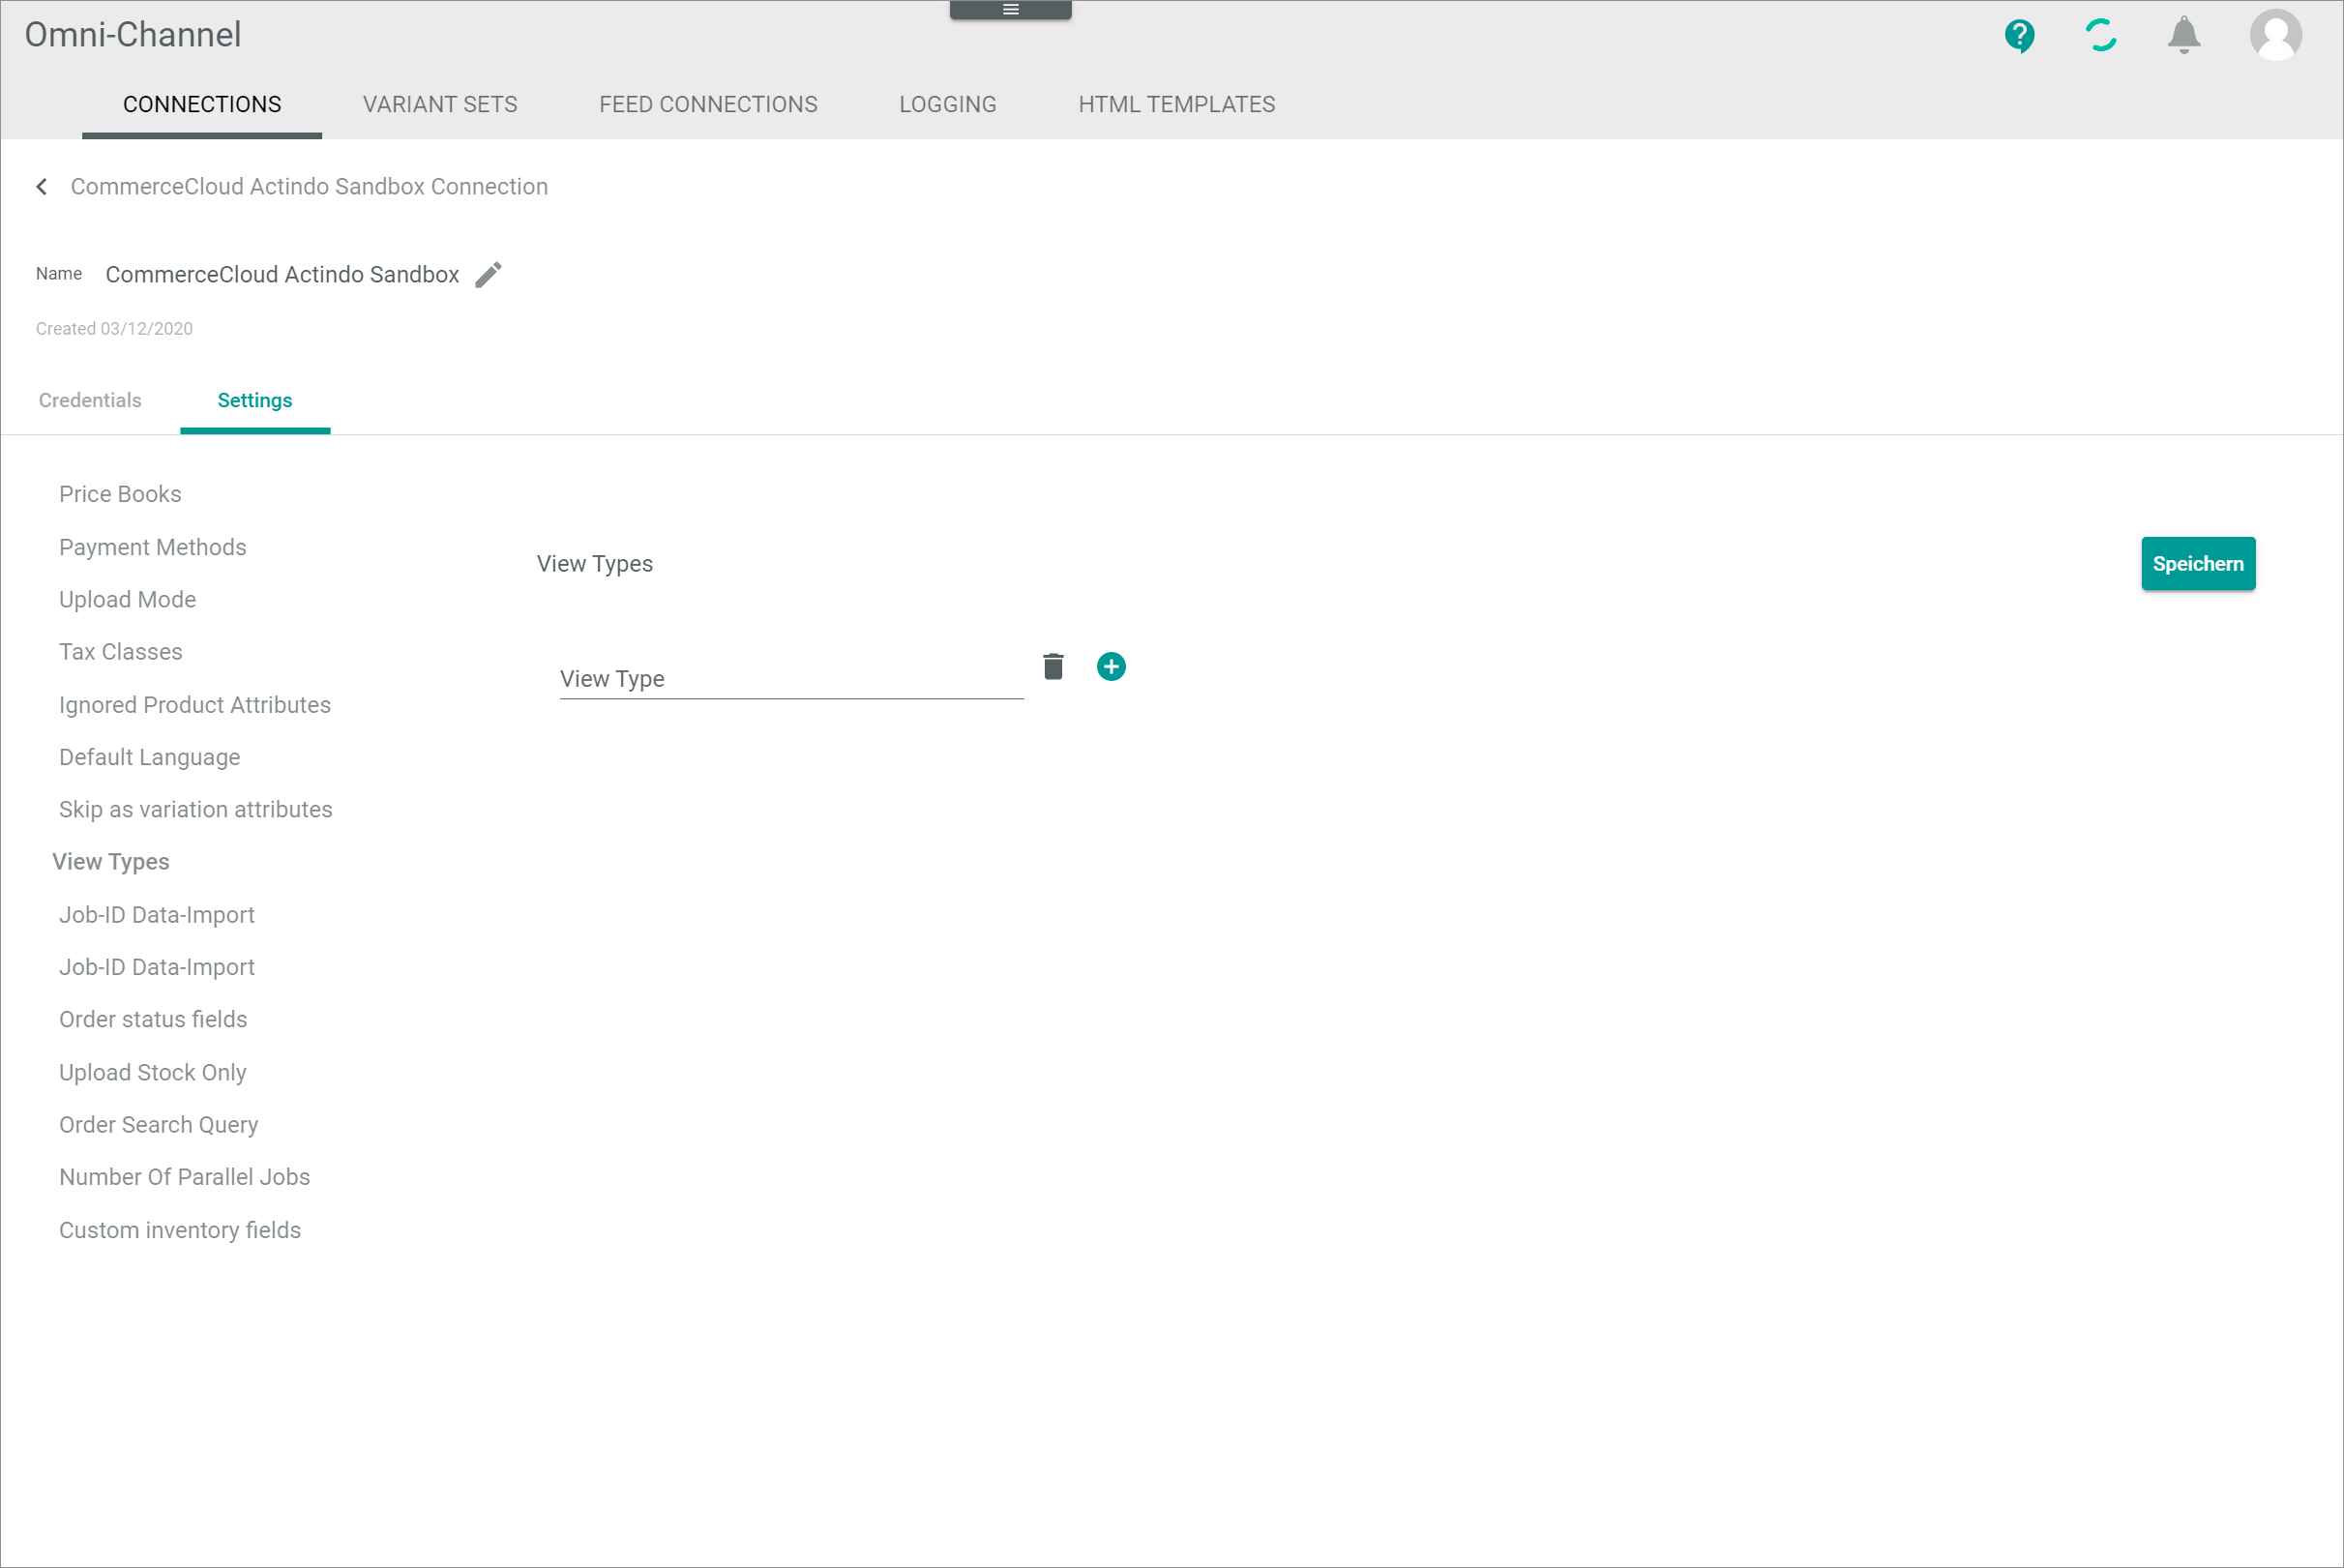 Omni-Channel
CONNECTIONS VARIANT SETS FEED CONNECTIONS LOGGING HTML TEMPLATES
CommerceCloud Actindo Sandbox Connection
Name CommerceCloud Actindo Sandbox
Created 03/12/2020
Credentials Settings
Price Books
Payment Methods
Upload Mode
Tax Classes
Ignored Product Attributes
Default Language
Skip as variation attributes
View Types
Job-ID Data-Import
Job-ID Data-Import
Order status fields
Upload Stock Only
Order Search Query
Number Of Parallel Jobs
Custom inventory fields
View Types
Speichern
View Type